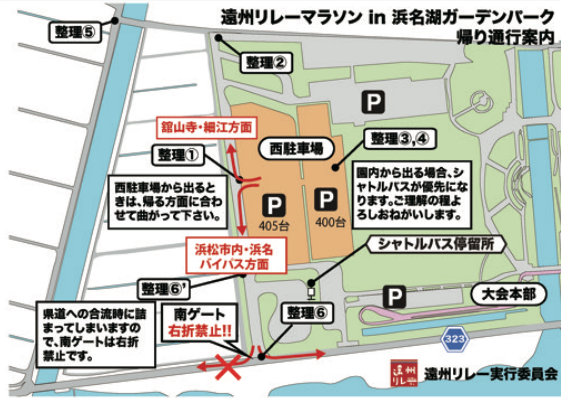 遠州リレーマラソン in 浜名湖ガーデンパーク
帰り通行案内
整理⑤
整理②
P
舘山寺・細江方面
西駐車場
整理③,④
整理①
西駐車場から出るとき
は、帰る方面に合わ
せて曲がって下さい。
P
405台
P
400台
園内から出る場合、シ
ャトルバスが優先にな
ります。ご理解の程よ
ろしおねがいします。
浜松市内・浜名
バイパス方面
シャトルバス停留所
整理⑥’
P
大会本部
県道への合流時に詰
まってしまいますの
で、南ゲートは右折
禁止です。
南ゲート
右折禁止!!
整理⑥
323
遠州
リレー
遠州リレー実行委員会